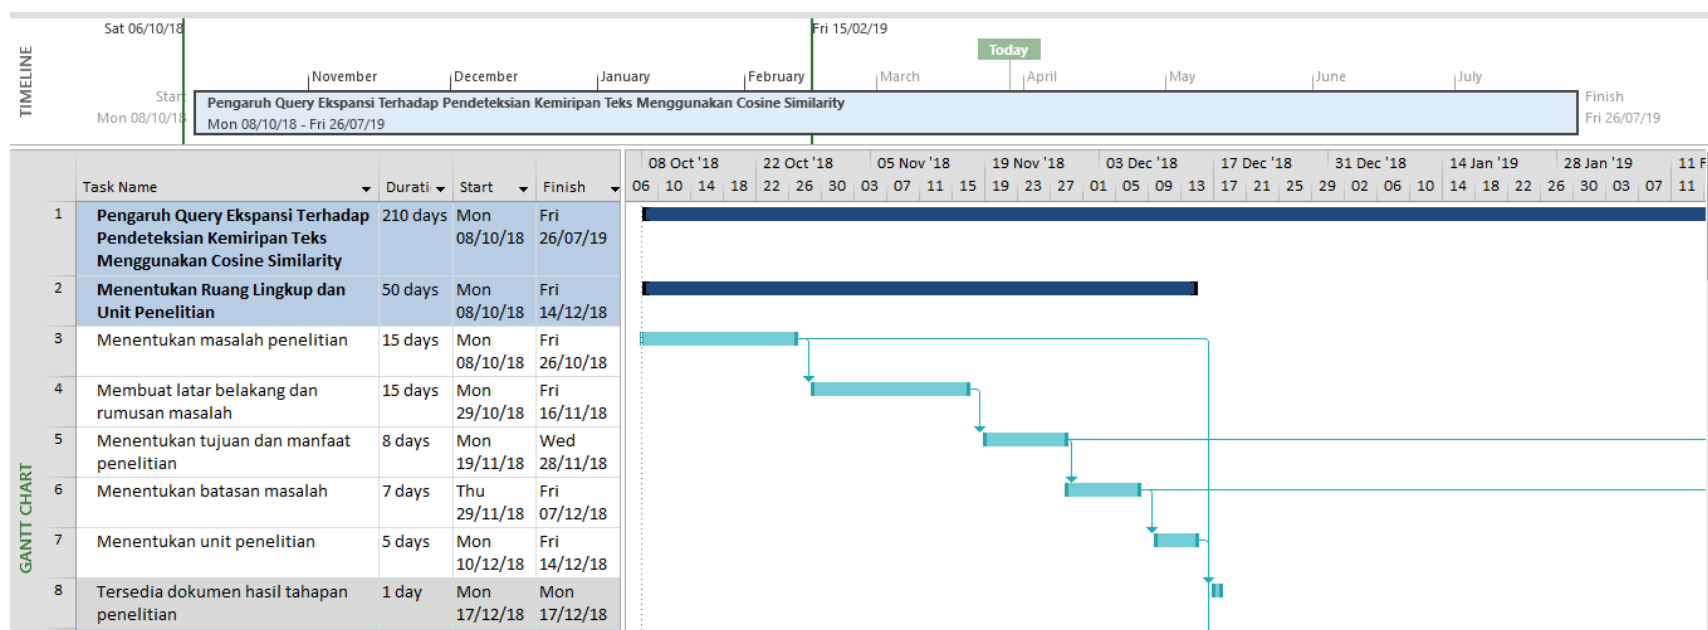 Sat 06/10/18
Fri 15/02/19
Today
TIMELINE
November December January February March April May June July
Start
Mon 08/10/18
Pengaruh Query Ekspansi Terhadap Pendeteksian Kemiripan Teks Menggunakan Cosine Similarity
Mon 08/10/18 - Fri 26/07/19
Finish
Fri 26/07/19
08 Oct '18 22 Oct '18 05 Nov '18 19 Nov '18 03 Dec '18 17 Dec '18 31 Dec '18 14 Jan '19 28 Jan '19 11 F
Task Name Durati Start Finish
06 10 14 18 22 26 30 03 07 11 15 19 23 27 01 05 09 13 17 21 25 29 02 06 10 14 18 22 26 30 03 07 11
GANTT CHART
1 Pengaruh Query Ekspansi Terhadap 210 days Mon Fri
Pendeteksian Kemiripan Teks 08/10/18 26/07/19
Menggunakan Cosine Similarity
2 Menentukan Ruang Lingkup dan 50 days Mon Fri
Unit Penelitian 08/10/18 14/12/18
3 Menentukan masalah penelitian 15 days Mon Fri
08/10/18 26/10/18
4 Membuat latar belakang dan 15 days Mon Fri
rumusan masalah 29/10/18 16/11/18
5 Menentukan tujuan dan manfaat 8 days Mon Wed
penelitian 19/11/18 28/11/18
6 Menentukan batasan masalah 7 days Thu Fri
29/11/18 07/12/18
7 Menentukan unit penelitian 5 days Mon Fri
10/12/18 14/12/18
8 Tersedia dokumen hasil tahapan 1 day Mon Mon
penelitian 17/12/18 17/12/18